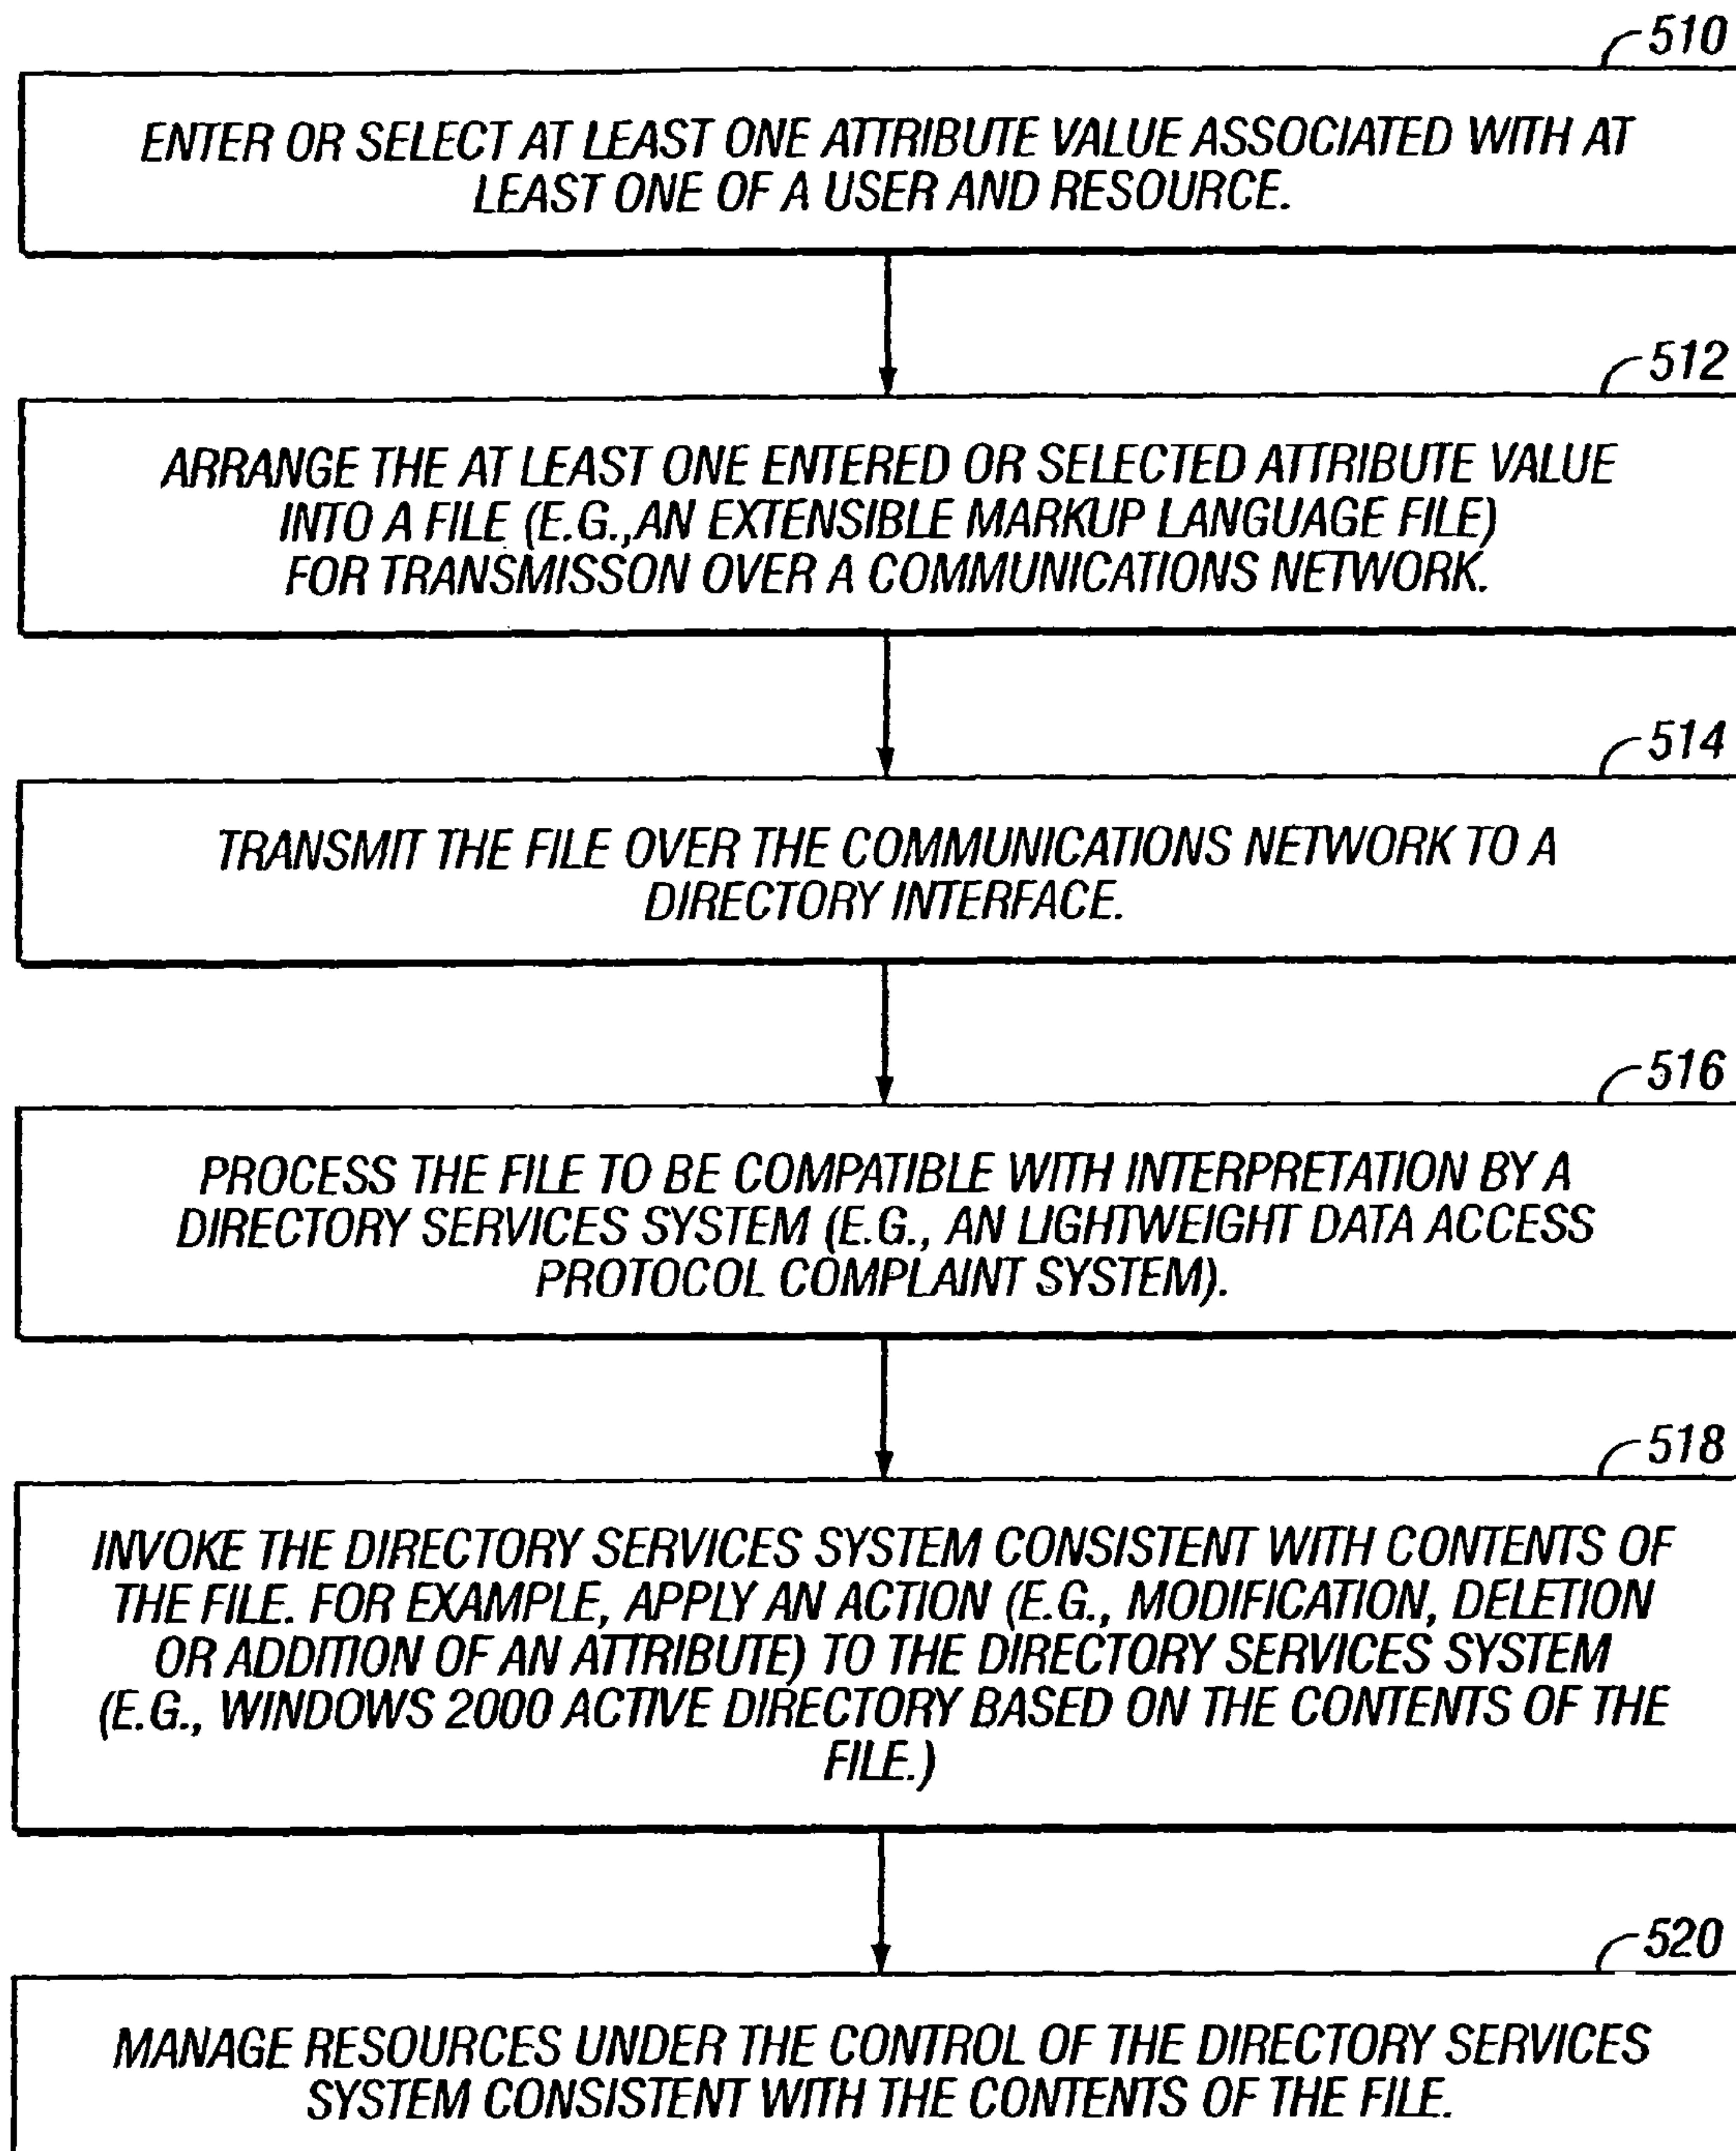 510
ENTER OR SELECT AT LEAST ONE ATTRIBUTE VALUE ASSOCIATED WITH AT
LEAST ONE OF A USER AND RESOURCE.
512
ARRANGE THE AT LEAST ONE ENTERED OR SELECTED ATTRIBUTE VALUE
INTO A FILE (E.G.,AN EXTENSIBLE MARKUP LANGUAGE FILE)
FOR TRANSMISSON OVER A COMMUNICATIONS NETWORK.
514
TRANSMIT THE FILE OVER THE COMMUNICATIONS NETWORK TO A
DIRECTORY INTERFACE.
516
PROCESS THE FILE TO BE COMPATIBLE WITH INTERPRETATION BY A
DIRECTORY SERVICES SYSTEM (E.G., AN LIGHTWEIGHT DATA ACCESS
PROTOCOL COMPLAINT SYSTEM).
518
INVOKE THE DIRECTORY SERVICES SYSTEM CONSISTENT WITH CONTENTS OF
THE FILE. FOR EXAMPLE, APPLY AN ACTION (E.G., MODIFICATION, DELETION
OR ADDITION OF AN ATTRIBUTE) TO THE DIRECTORY SERVICES SYSTEM
(E.G., WINDOWS 2000 ACTIVE DIRECTORY BASED ON THE CONTENTS OF THE
FILE.)
520
MANAGE RESOURCES UNDER THE CONTROL OF THE DIRECTORY SERVICES
SYSTEM CONSISTENT WITH THE CONTENTS OF THE FILE.